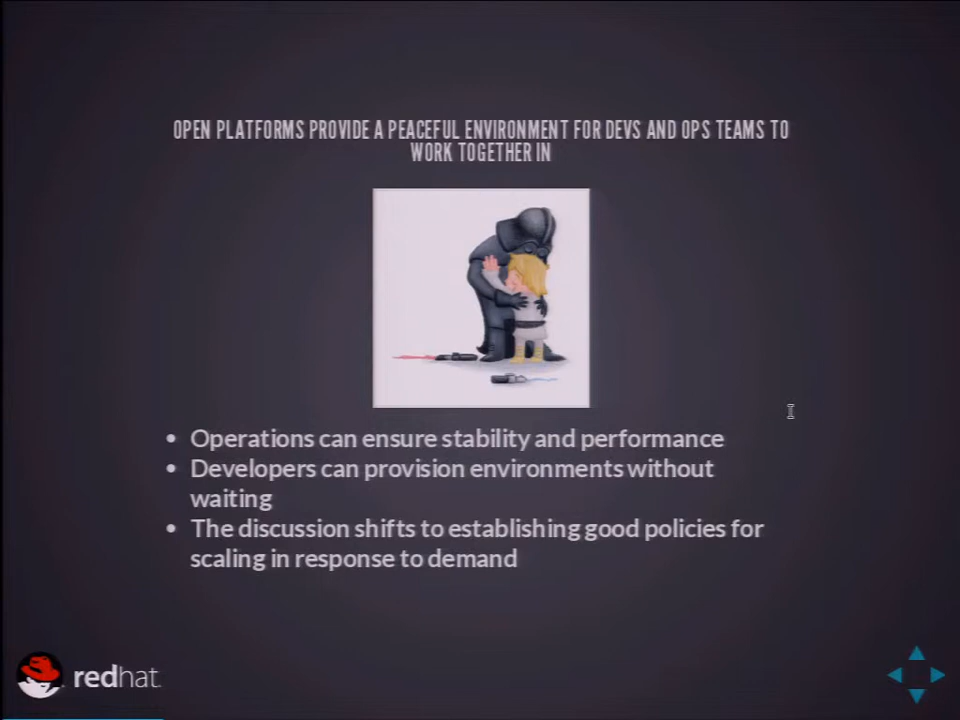 OPEN PLATFORMS PROVIDE A PEACEFUL ENVIRONMENT FOR DEVS AND OPS TEAMS TO
WORK TOGETHER IN
• Operations can ensure stability and performance
• Developers can provision environments without
waiting
• The discussion shifts to establishing good policies for
scaling in response to demand
redhat.